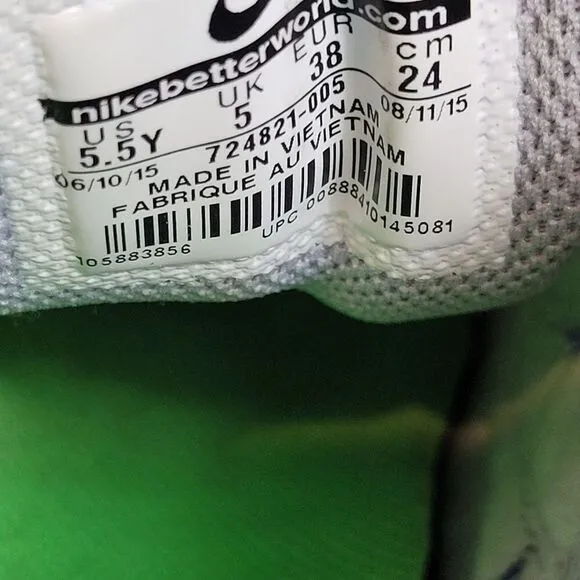 nikebetterworld.com
US UK EUR cm
5.5Y 5 38 24
06/10/15 724821-005 08/11/15
MADE IN VIETNAM
FABRIQUE AU VIETNAM
105883856 UPC 00888410145081